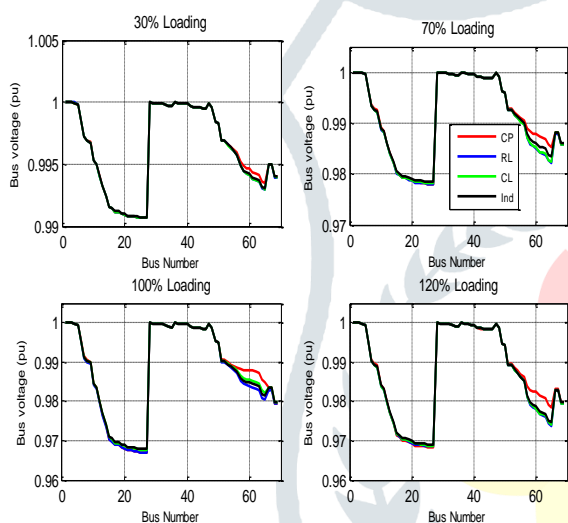 30% Loading
1.005
1
0.995
0.99
Bus voltage (pu)
0 20 40 60
Bus Number
70% Loading
1
0.99
0.98
0.97
Bus voltage (pu)
0 20 40 60
Bus Number
CP
RL
CL
Ind
100% Loading
1
0.99
0.98
0.97
0.96
Bus voltage (pu)
0 20 40 60
Bus Number
120% Loading
1
0.99
0.98
0.97
0.96
Bus voltage (pu)
0 20 40 60
Bus Number